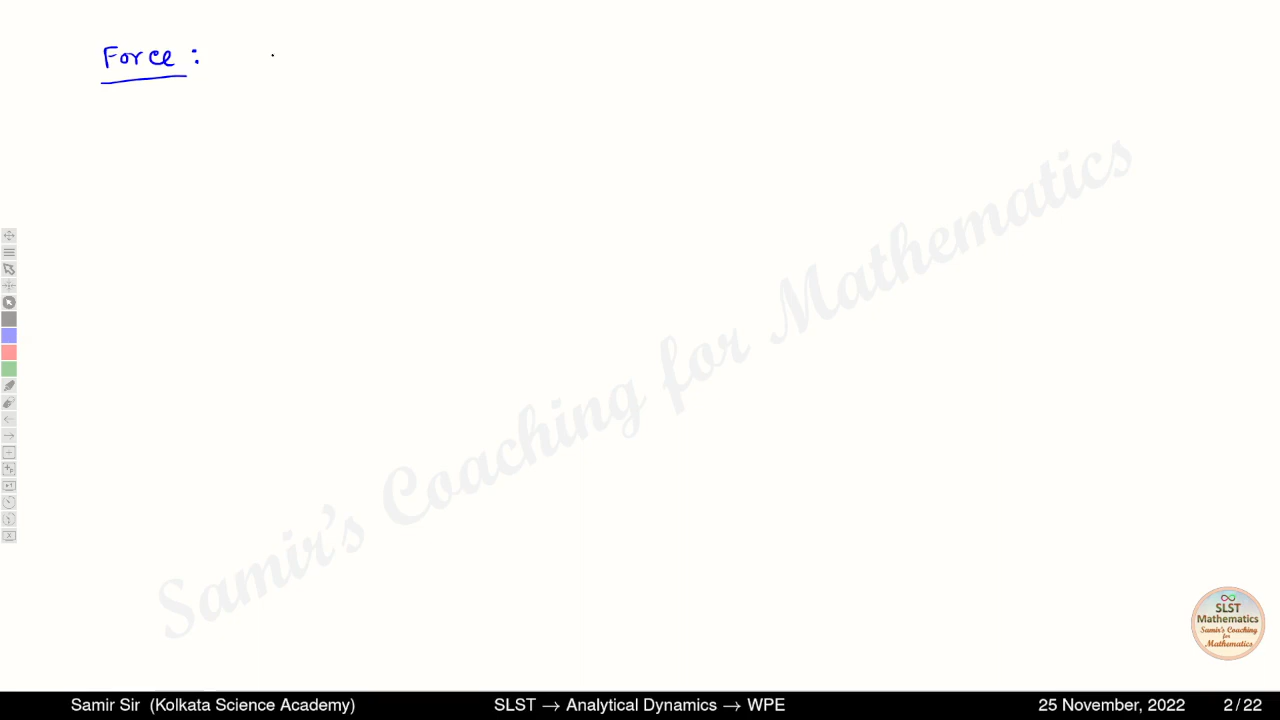 Force :
Samir's Coaching for Mathematics
SLST
Mathematics
Samir's Coaching
for
Mathematics
Samir Sir (Kolkata Science Academy) SLST → Analytical Dynamics → WPE 25 November, 2022 2 / 22